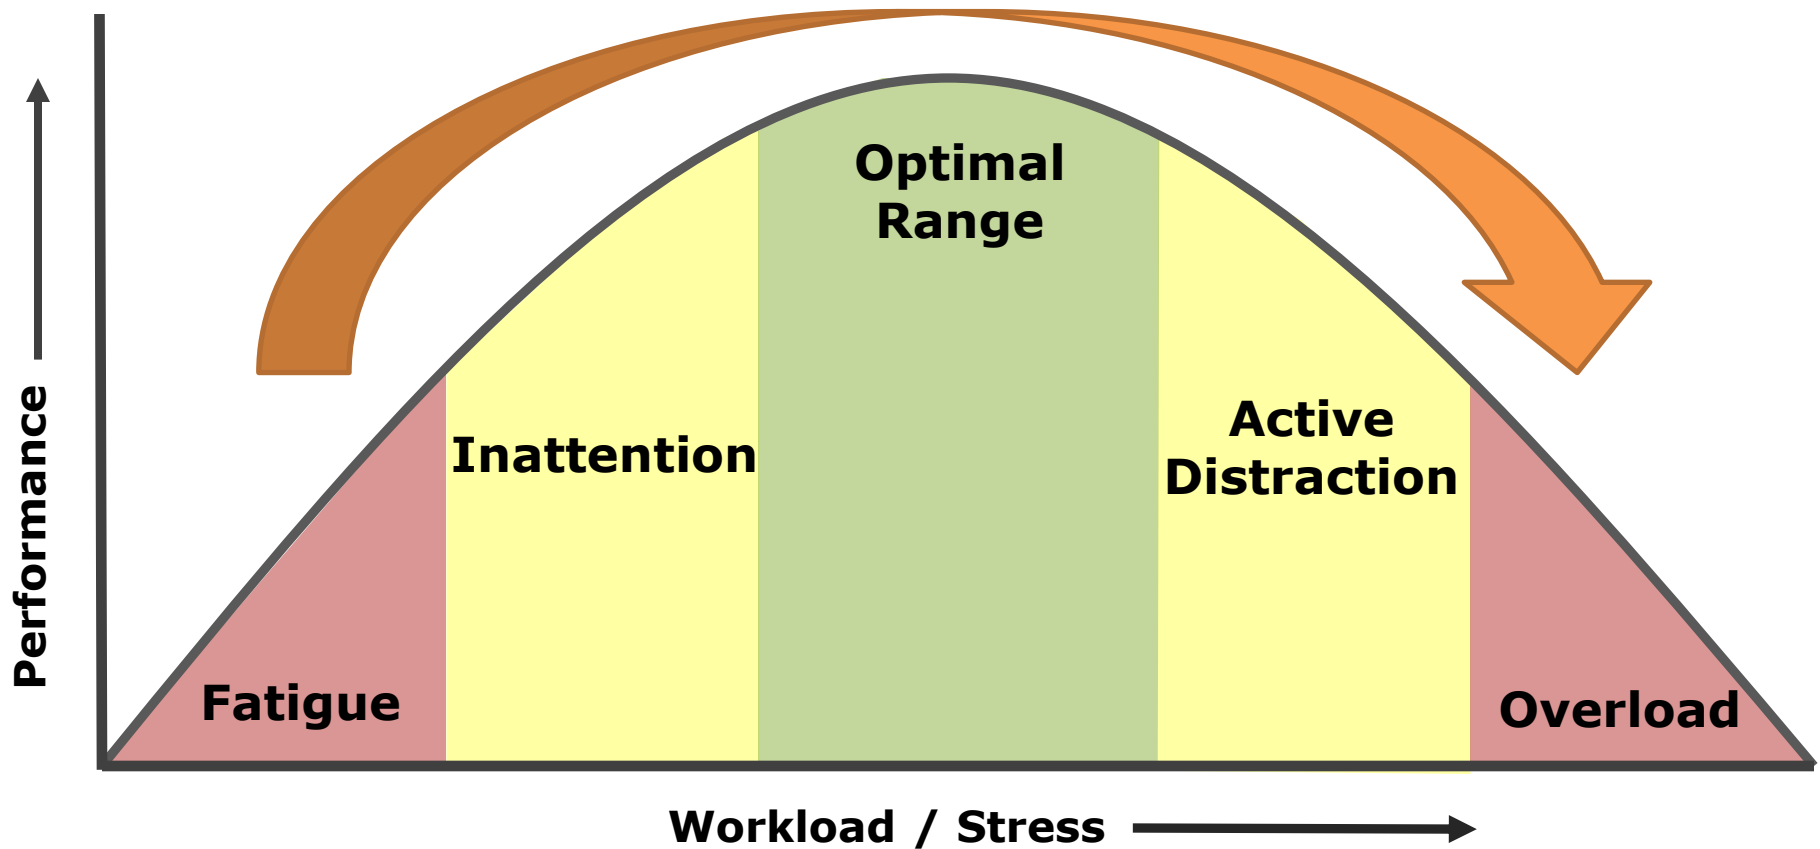 Performance
Optimal
Range
Inattention
Active
Distraction
Fatigue
Overload
Workload / Stress